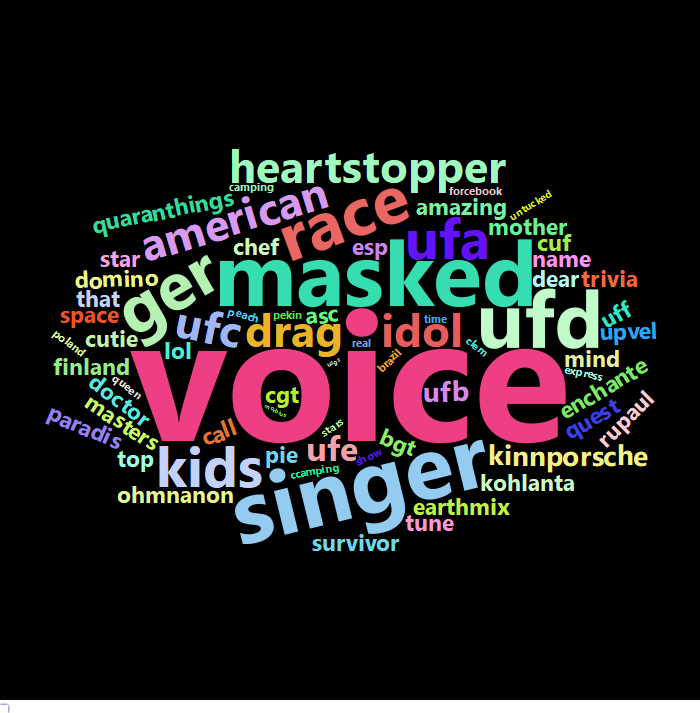 heartstopper
camping
forcebook
untucked
quaranthings
american
race
amazing
mother
star
chef
esp
ufa
cuf
domino
ger
masked
name
that
dear
trivia
space
ufc
peach
pekin
asc
drag
idol
time
ufd
uff
upvel
poland
cutie
lol
real
clem
mind
finland
voice
brazil
express
queen
doctor
masters
cgt
ufb
enchante
paradis
call
stars
quest
rupaul
top
kids
pie
ufe
show
bgt
singer
kinnporsche
ccamping
ohmnanon
kohlanta
earthmix
tune
survivor